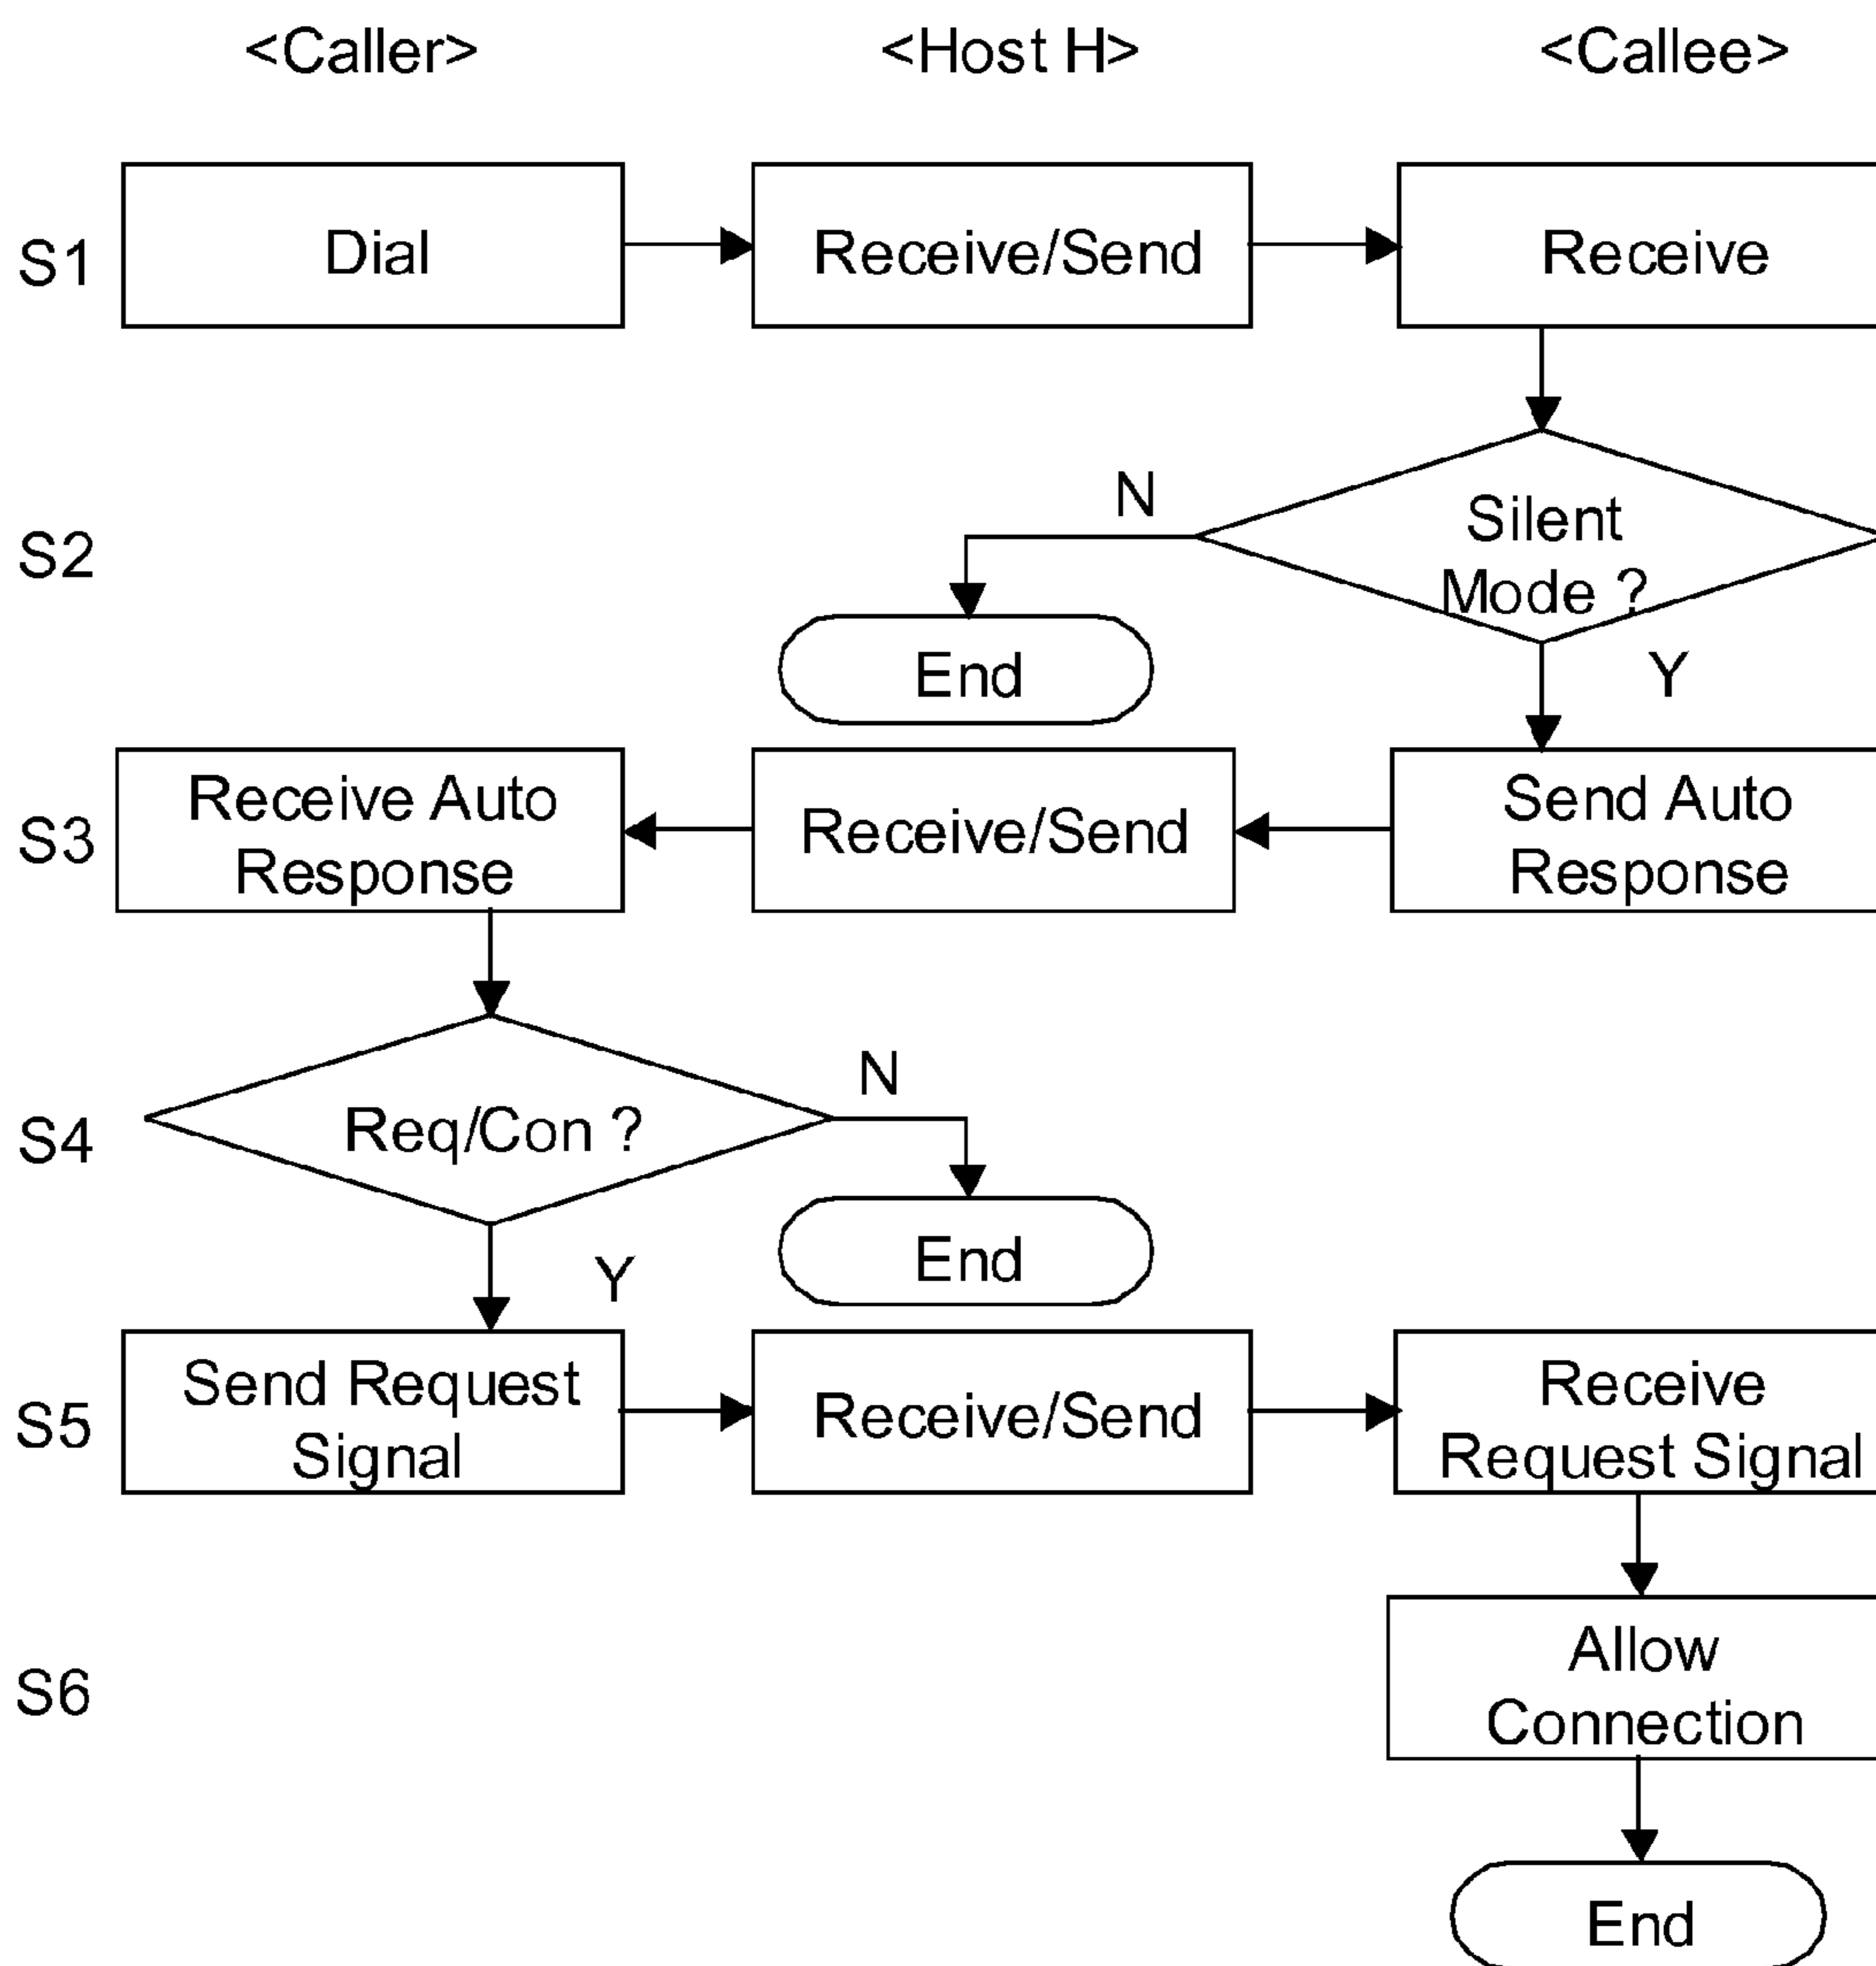 <Caller>
<Host H>
<Callee>
S1
Dial
Receive/Send
Receive
S2
N
Silent
Mode ?
End
Y
S3
Receive Auto
Response
Receive/Send
Send Auto
Response
S4
Req/Con ?
N
End
Y
S5
Send Request
Signal
Receive/Send
Receive
Request Signal
S6
Allow
Connection
End